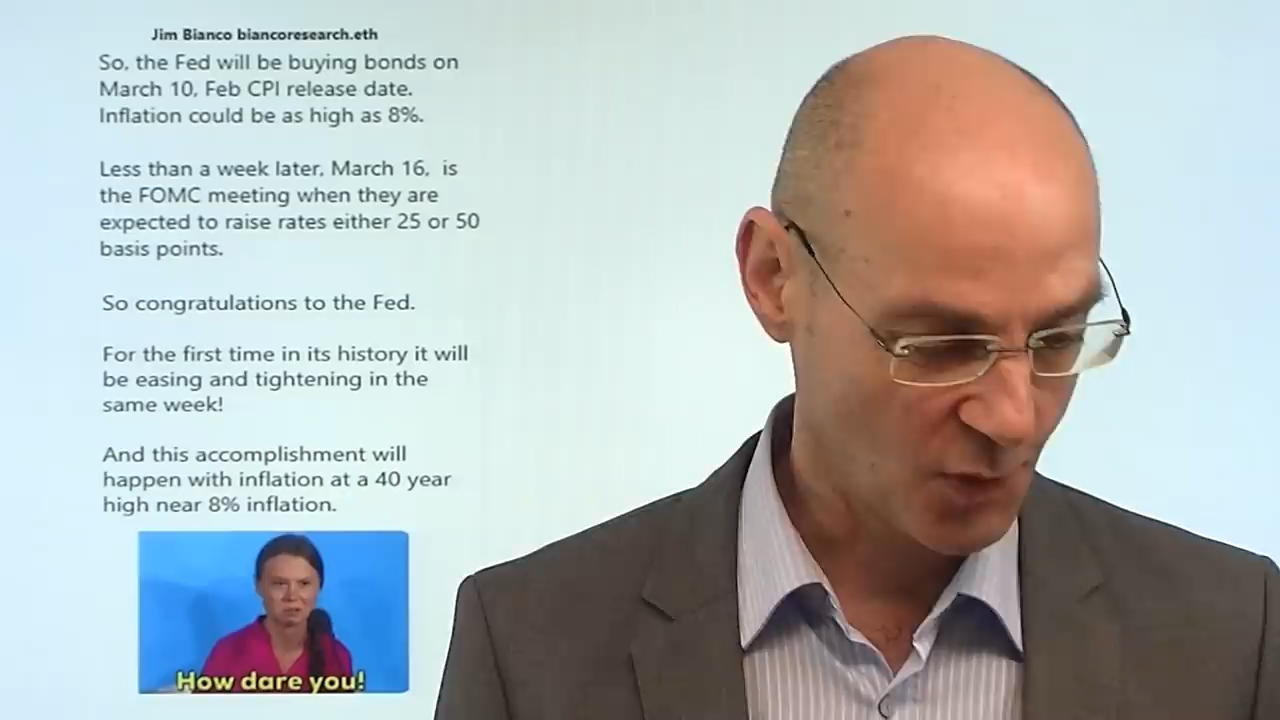 Jim Bianco biancoresearch.eth
So, the Fed will be buying bonds on
March 10, Feb CPI release date.
Inflation could be as high as 8%.
Less than a week later, March 16, is
the FOMC meeting when they are
expected to raise rates either 25 or 50
basis points.
So congratulations to the Fed.
For the first time in its history it will
be easing and tightening in the
same week!
And this accomplishment will
happen with inflation at a 40 year
high near 8% inflation.
How dare you!